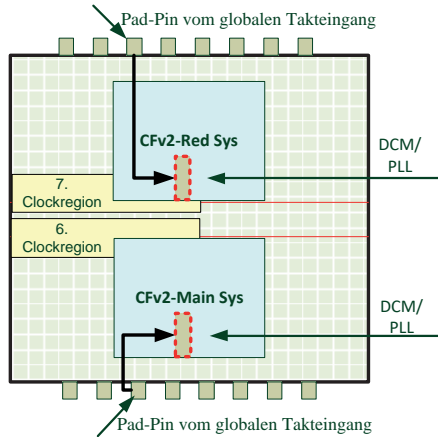 Pad-Pin vom globalen Takteingang
CFv2-Red Sys
DCM/
PLL
7.
Clockregion
6.
Clockregion
CFv2-Main Sys
DCM/
PLL
Pad-Pin vom globalen Takteingang